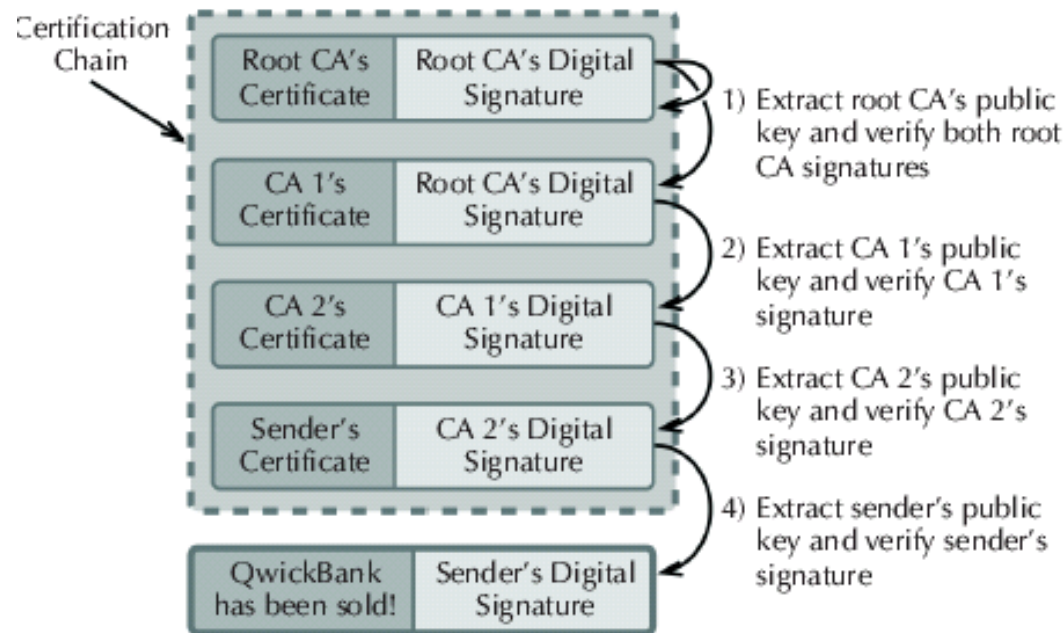 Certification
Chain
Root CA's
Certificate
Root CA's Digital
Signature
1) Extract root CA's public
key and verify both root
CA signatures
CA 1's
Certificate
Root CA's Digital
Signature
2) Extract CA 1's public
key and verify CA 1's
signature
CA 2's
Certificate
CA 1's Digital
Signature
3) Extract CA 2's public
key and verify CA 2's
signature
Sender's
Certificate
CA 2's Digital
Signature
4) Extract sender's public
key and verify sender's
signature
QwickBank
has been sold!
Sender's Digital
Signature